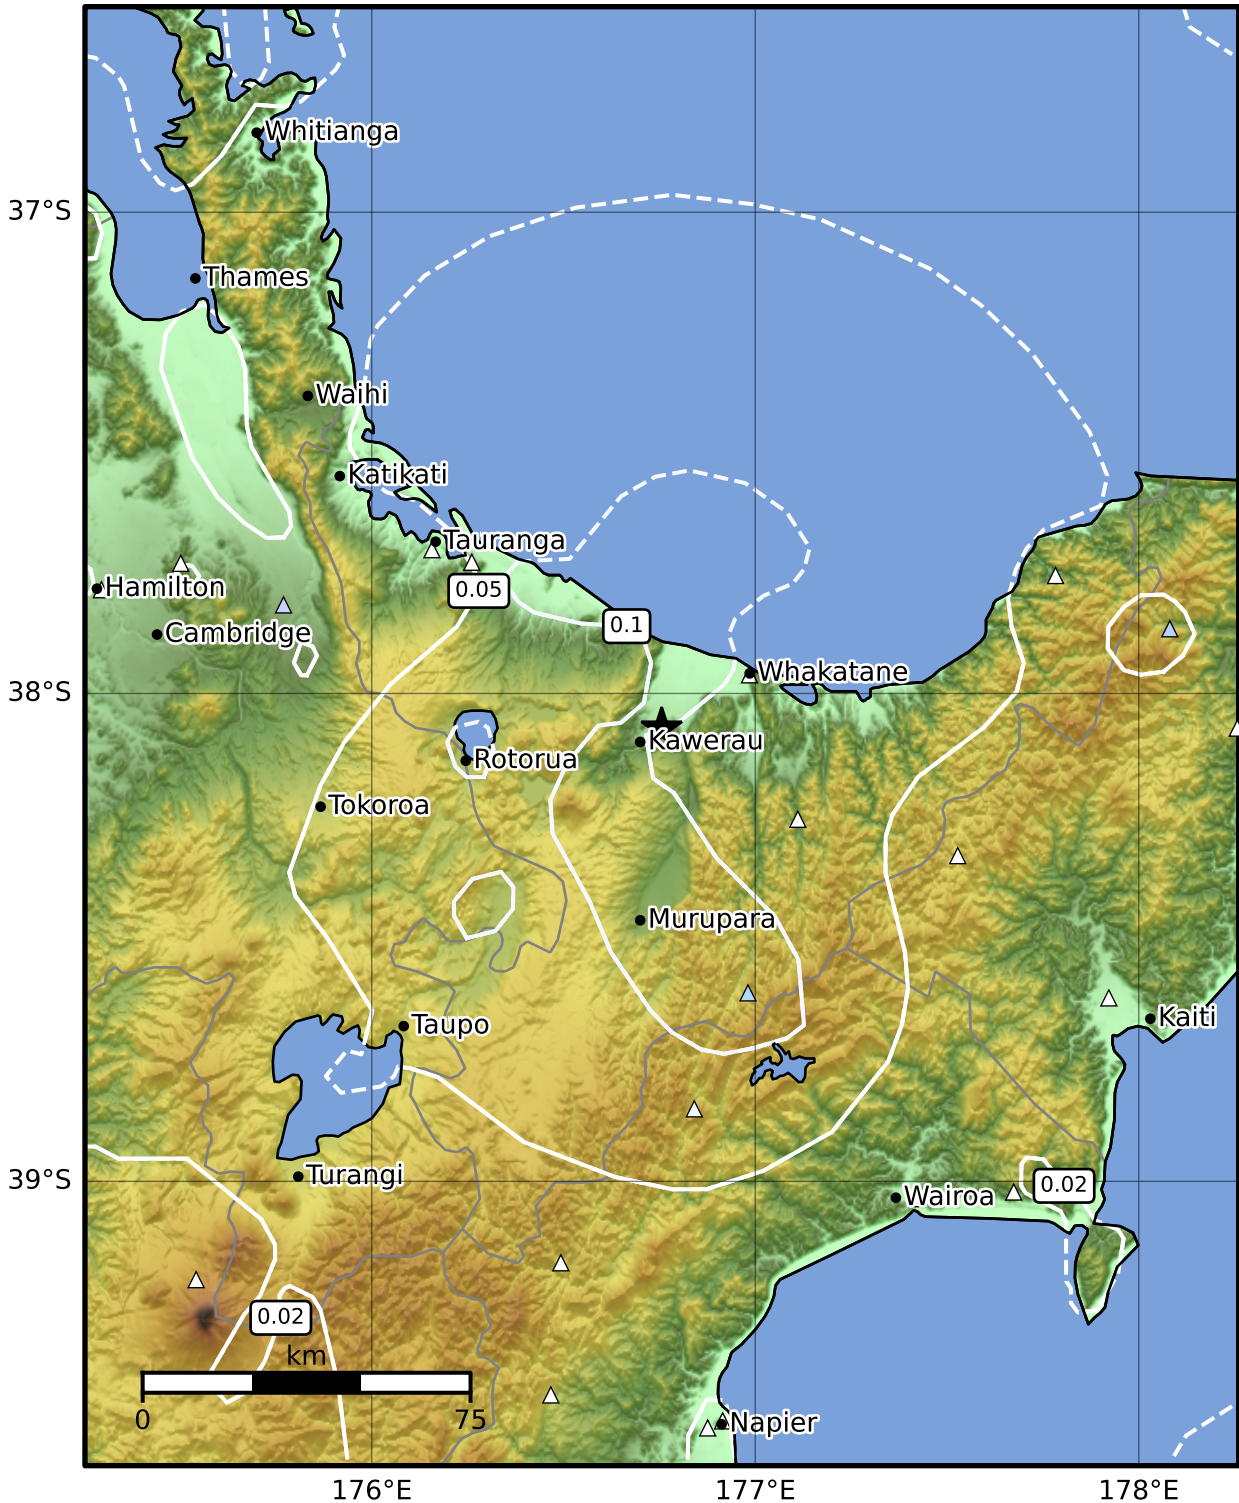 Whitianga
37°S
Thames
Waihi
Katikati
Tauranga
0.05
Hamilton
0.1
Cambridge
Whakatane
38°S
Kawerau
Rotorua
Tokoroa
Murupara
Kaiti
Taupo
Turangi
39°S
0.02
Wairoa
0.02
km
0
75
Napier
176°E
177°E
178°E